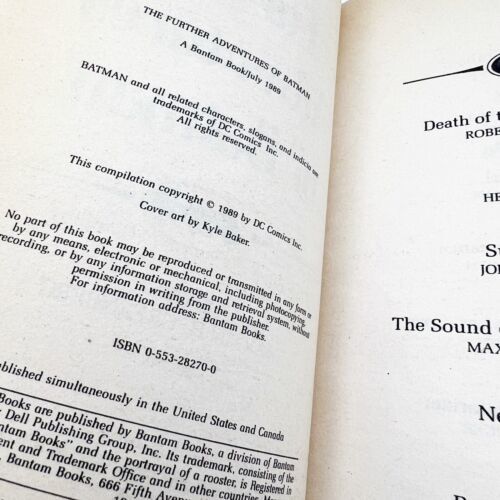 THE FURTHER ADVENTURES OF BATMAN
A Bantam Book/July 1989
BATMAN and all related characters, slogans, and indicia are
trademarks of DC Comics Inc.
All rights reserved.
This compilation copyright © 1989 by DC Comics Inc.
Cover art by Kyle Baker.
No part of this book may be reproduced or transmitted in any form or
by any means, electronic or mechanical, including photocopying
recording, or by any information storage and retrieval system, without
permission in writing from the publisher.
For information address: Bantam Books.
ISBN 0-553-28270-0
ublished simultaneously in the United States and Canada
Books are published by Bantam Books, a division of Bantam
Dell Publishing Group, Inc. Its trademark, consisting of the
antam Books" and the portrayal of a rooster, is Registered in
ent and Trademark Office and in other countries.
Bantam Books, 666 Fifth Aven
Death of t
ROBE
HE
S
JO
The Sound
MAX
Ne